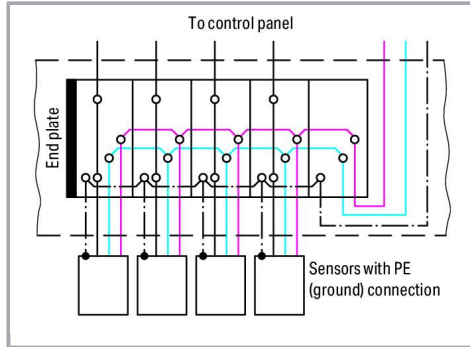 To control panel
End plate
Sensors with PE
(ground) connection